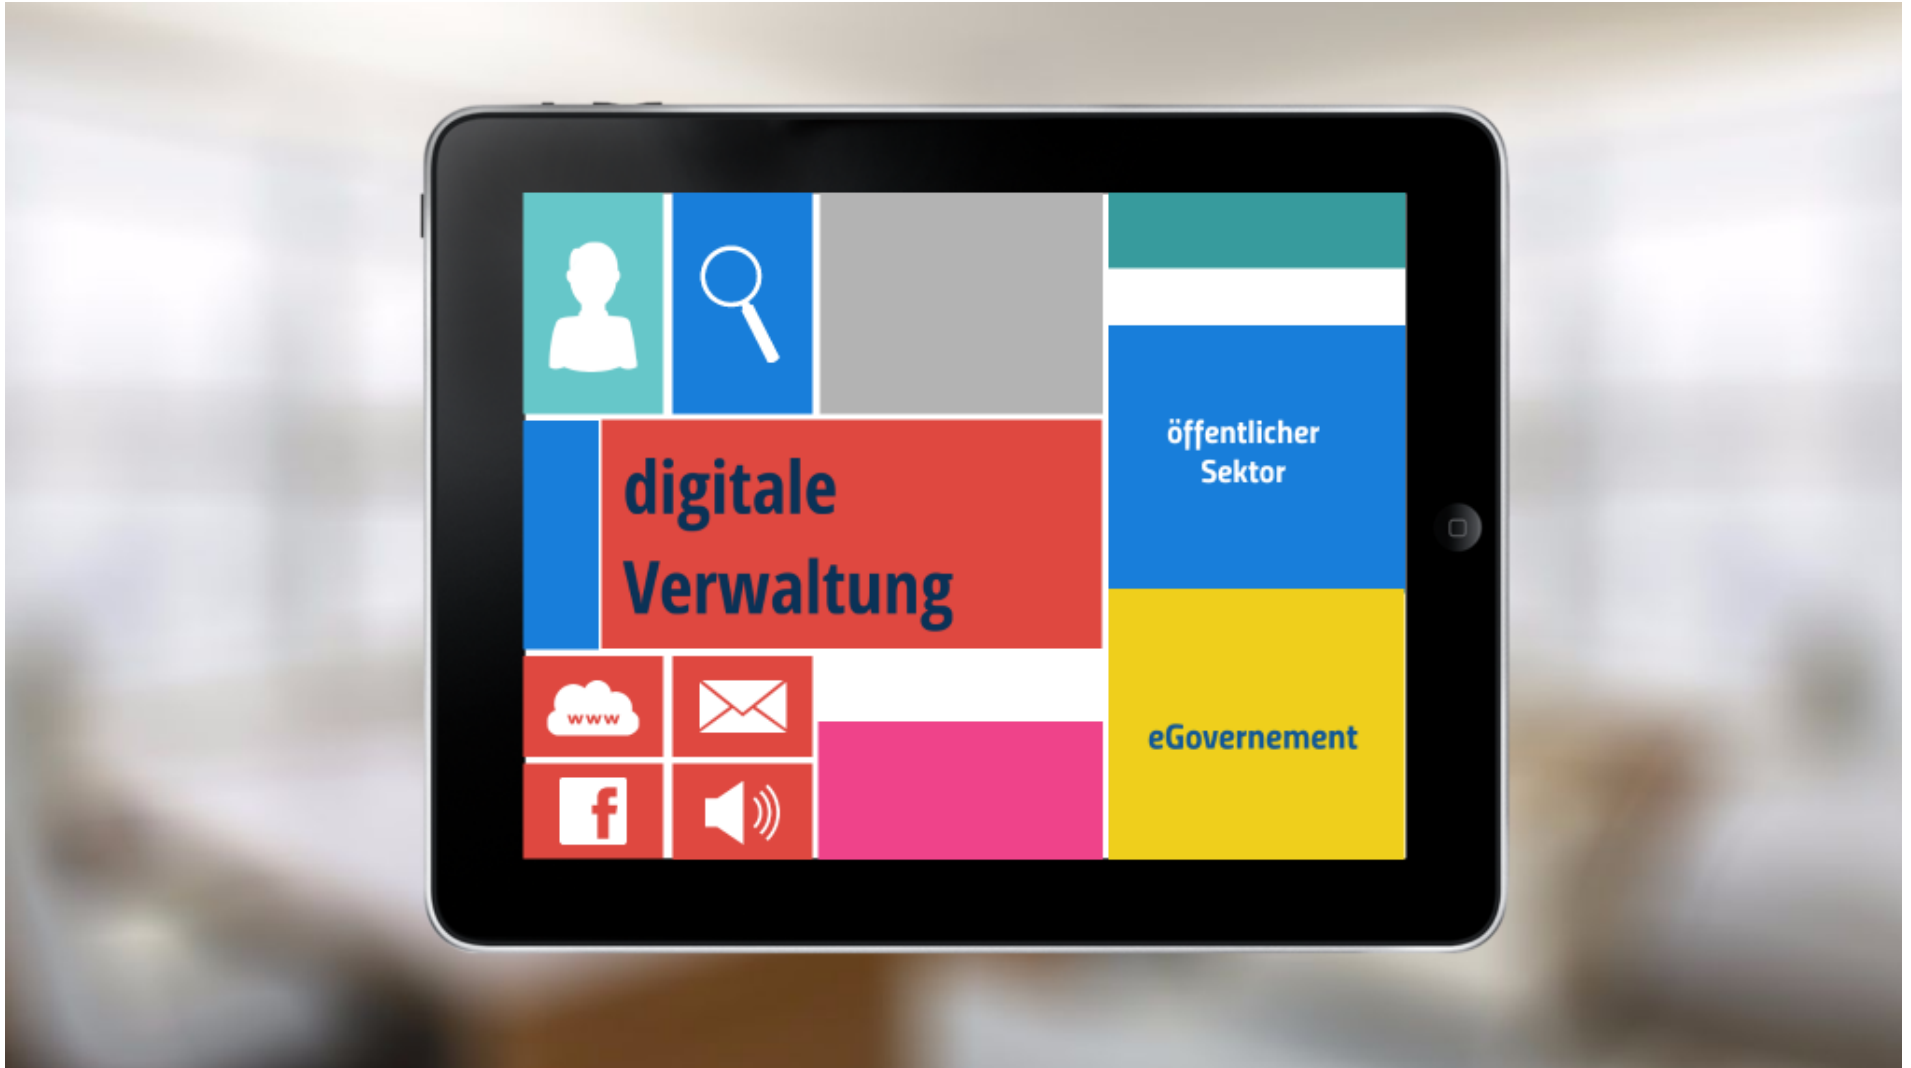 digitale
Verwaltung
öffentlicher
Sektor
eGovernement
www
f